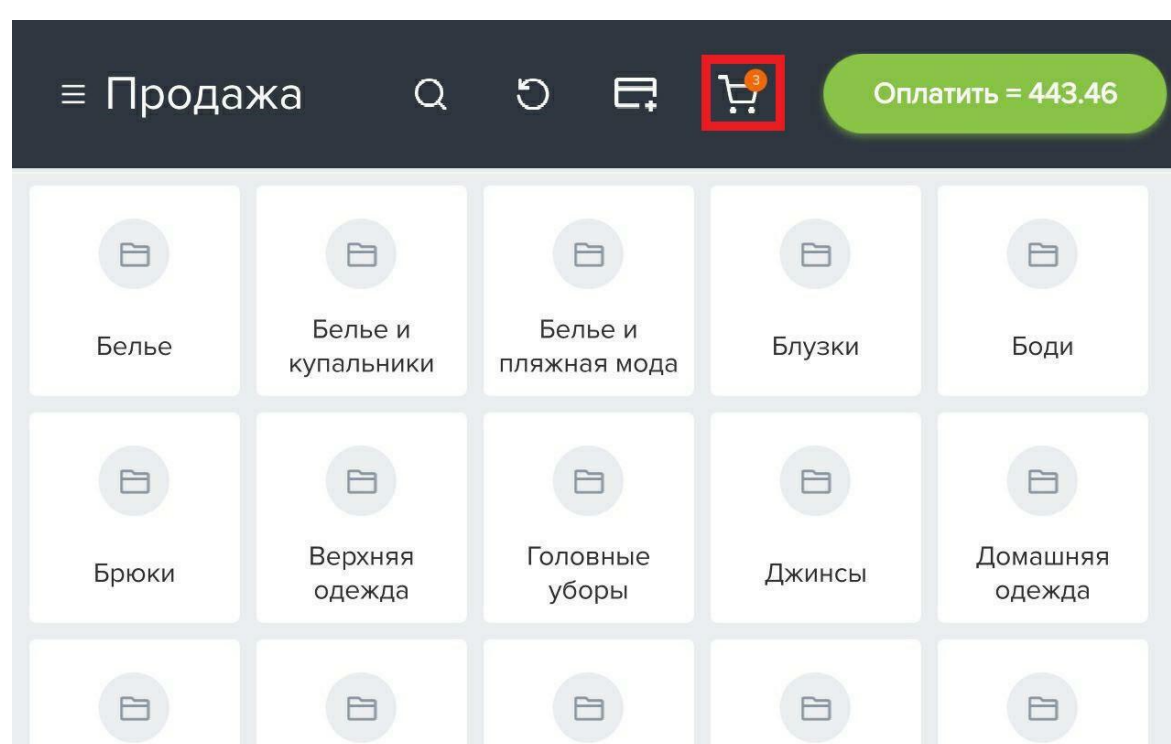 Продажа
3
Оплатить = 443.46
Белье
Белье и
купальники
Белье и
пляжная мода
Блузки
Боди
Брюки
Верхняя
одежда
Головные
уборы
Джинсы
Домашняя
одежда